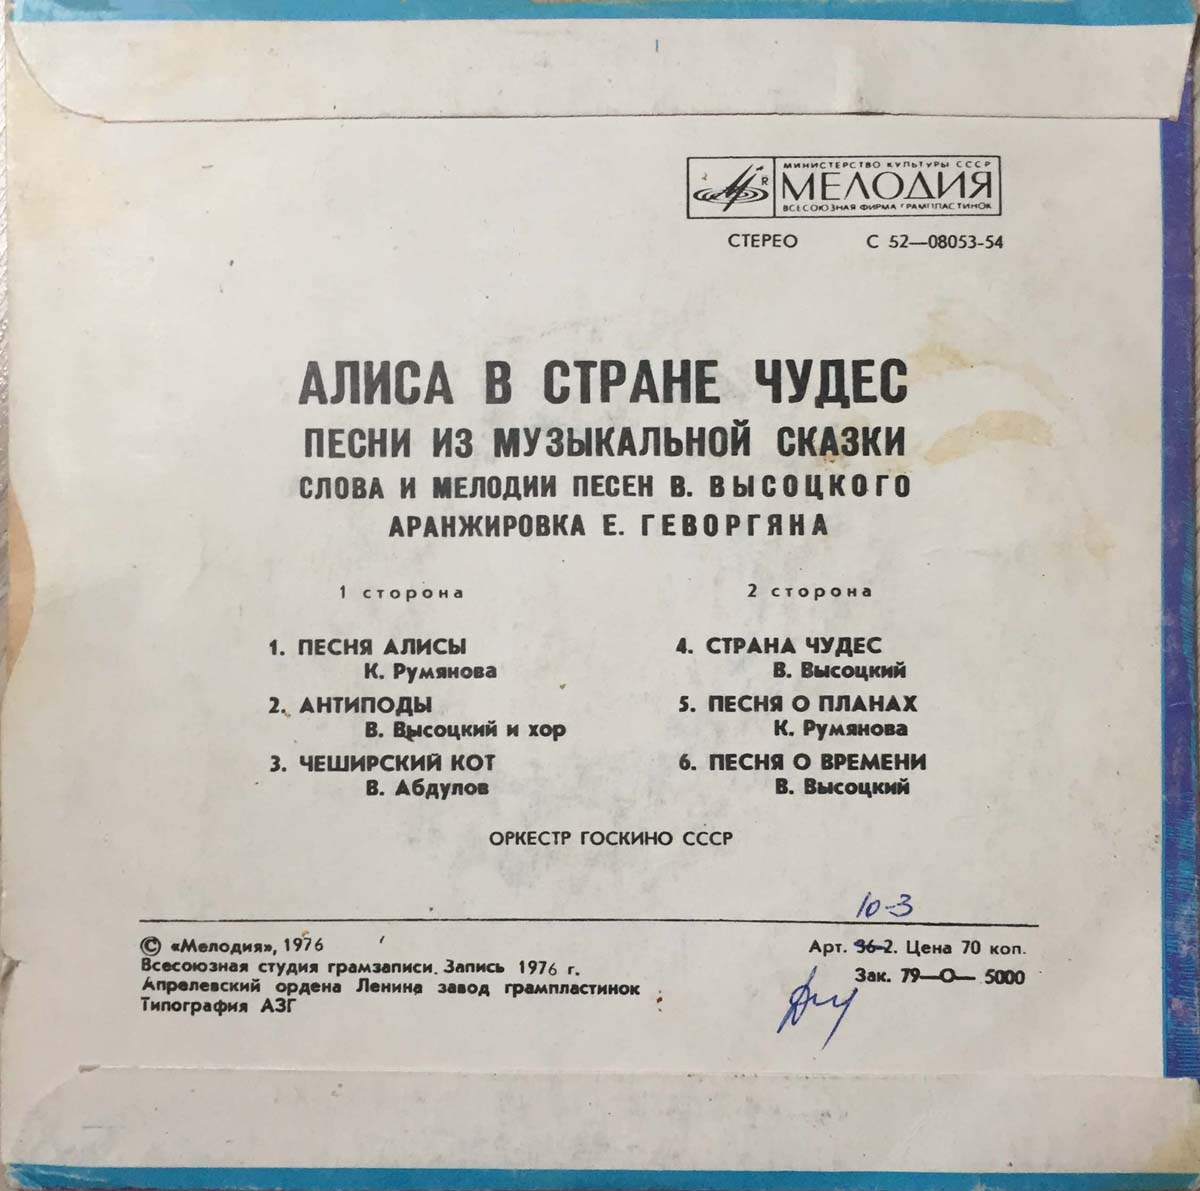 МИНИСТЕРСТВО КУЛЬТУРЫ СССР
МЕЛОДИЯ
R
ВСЕСОЮЗНАЯ ФИРМА ГРАМПЛАСТИНОК
СТЕРЕО С 52—08053-54
АЛИСА В СТРАНЕ ЧУДЕС
ПЕСНИ ИЗ МУЗЫКАЛЬНОЙ СКАЗКИ
СЛОВА И МЕЛОДИИ ПЕСЕН В. ВЫСОЦКОГО
АРАНЖИРОВКА Е. ГЕВОРГЯНА
1 сторона
1. ПЕСНЯ АЛИСЫ
К. Румянова
2. АНТИПОДЫ
В. Высоцкий и хор
3. ЧЕШИРСКИЙ КОТ
В. Абдулов
2 сторона
4. СТРАНА ЧУДЕС
В. Высоцкий
5. ПЕСНЯ О ПЛАНАХ
К. Румянова
6. ПЕСНЯ О ВРЕМЕНИ
В. Высоцкий
ОРКЕСТР ГОСКИНО СССР
10-3
© «Мелодия», 1976
Всесоюзная студия грамзаписи. Запись 1976 г.
Апрелевский ордена Ленина завод грампластинок
Типография АЗГ
Арт. 36-2. Цена 70 коп.
Зак. 79—О— 5000